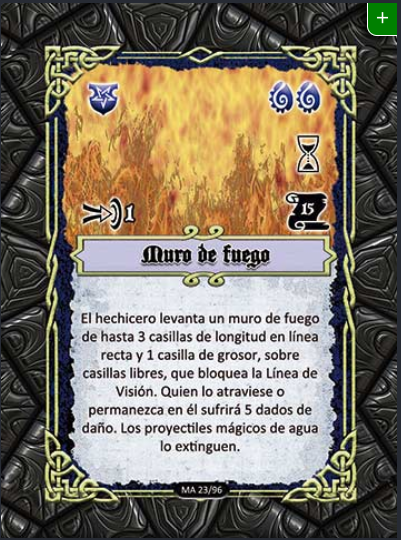 +
1
15
Muro de fuego
El hechicero levanta un muro de fuego
de hasta 3 casillas de longitud en línea
recta y 1 casilla de grosor, sobre
casillas libres, que bloquea la Línea de
Visión. Quien lo atraviese o
permanezca en él sufrirá 5 dados de
daño. Los proyectiles mágicos de agua
lo extinguen.
MA 23/96